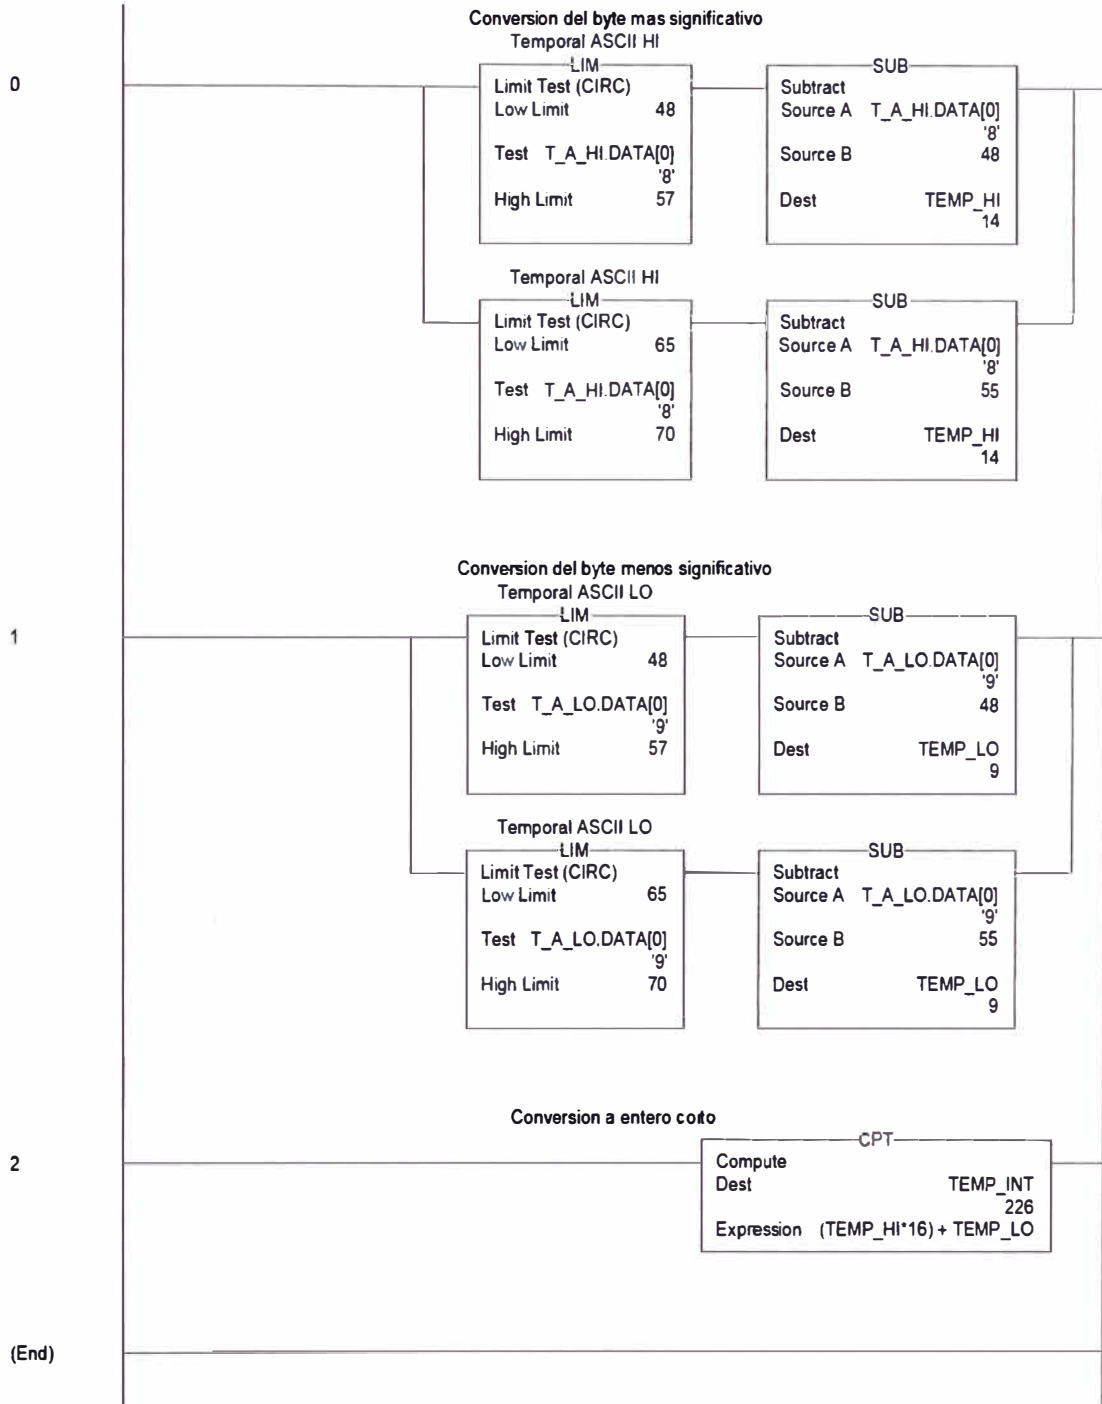 Conversion del byte mas significativo
Temporal ASCII HI
0
LIM
Limit Test (CIRC)
Low Limit 48
Test T_A_HI.DATA[0]
'8'
High Limit 57
SUB
Subtract
Source A T_A_HI.DATA[0]
'8'
Source B 48
Dest TEMP_HI
14
Temporal ASCII HI
LIM
Limit Test (CIRC)
Low Limit 65
Test T_A_HI.DATA[0]
'8'
High Limit 70
SUB
Subtract
Source A T_A_HI.DATA[0]
'8'
Source B 55
Dest TEMP_HI
14
Conversion del byte menos significativo
Temporal ASCII LO
1
LIM
Limit Test (CIRC)
Low Limit 48
Test T_A_LO.DATA[0]
'9'
High Limit 57
SUB
Subtract
Source A T_A_LO.DATA[0]
'9'
Source B 48
Dest TEMP_LO
9
Temporal ASCII LO
LIM
Limit Test (CIRC)
Low Limit 65
Test T_A_LO.DATA[0]
'9'
High Limit 70
SUB
Subtract
Source A T_A_LO.DATA[0]
'9'
Source B 55
Dest TEMP_LO
9
Conversion a entero corto
2
CPT
Compute
Dest TEMP_INT
226
Expression (TEMP_HI*16) + TEMP_LO
(End)